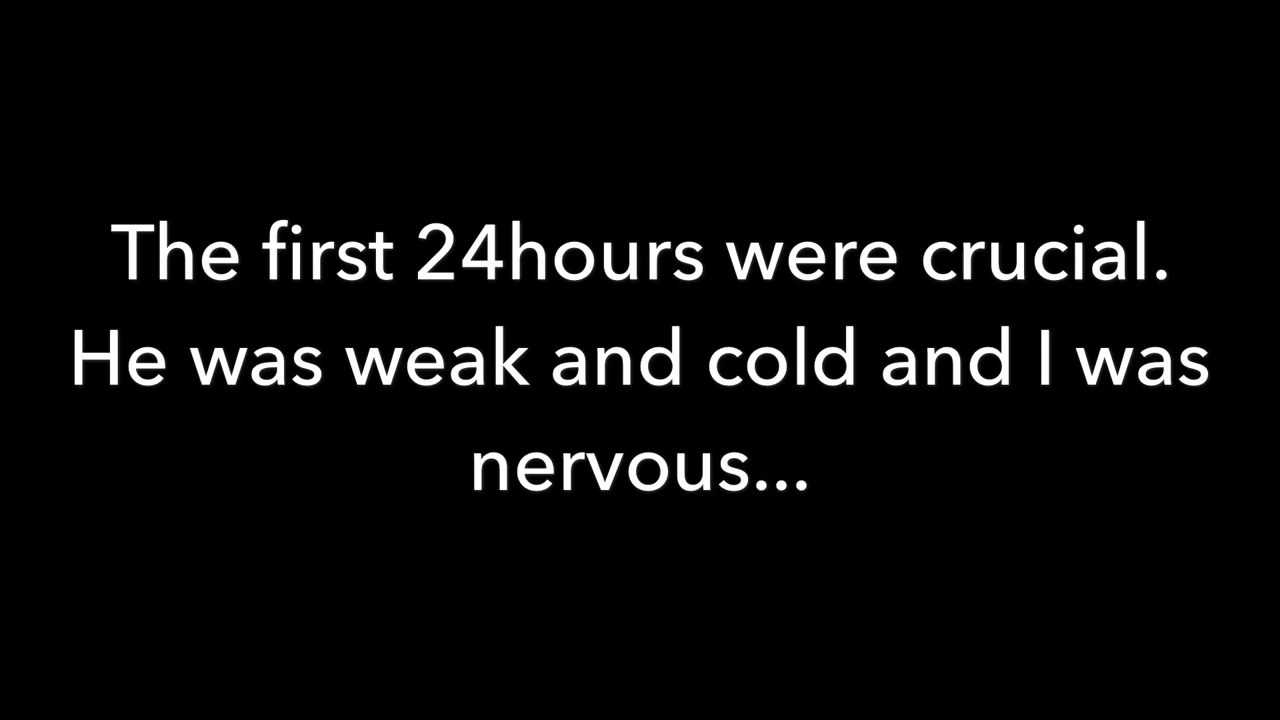 The first 24hours were crucial.
He was weak and cold and I was
nervous...